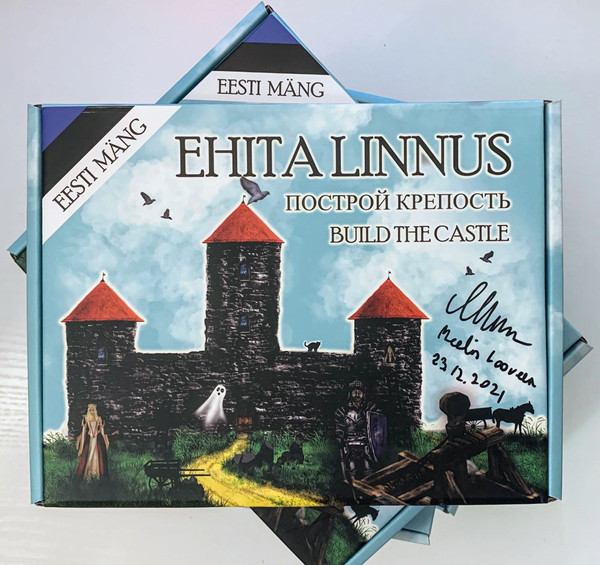 EESTI MÄNG
EESTI MÄNG
EHITA LINNUS
ПОСТРОЙ КРЕПОСТЬ
BUILD THE CASTLE
23.12.2021